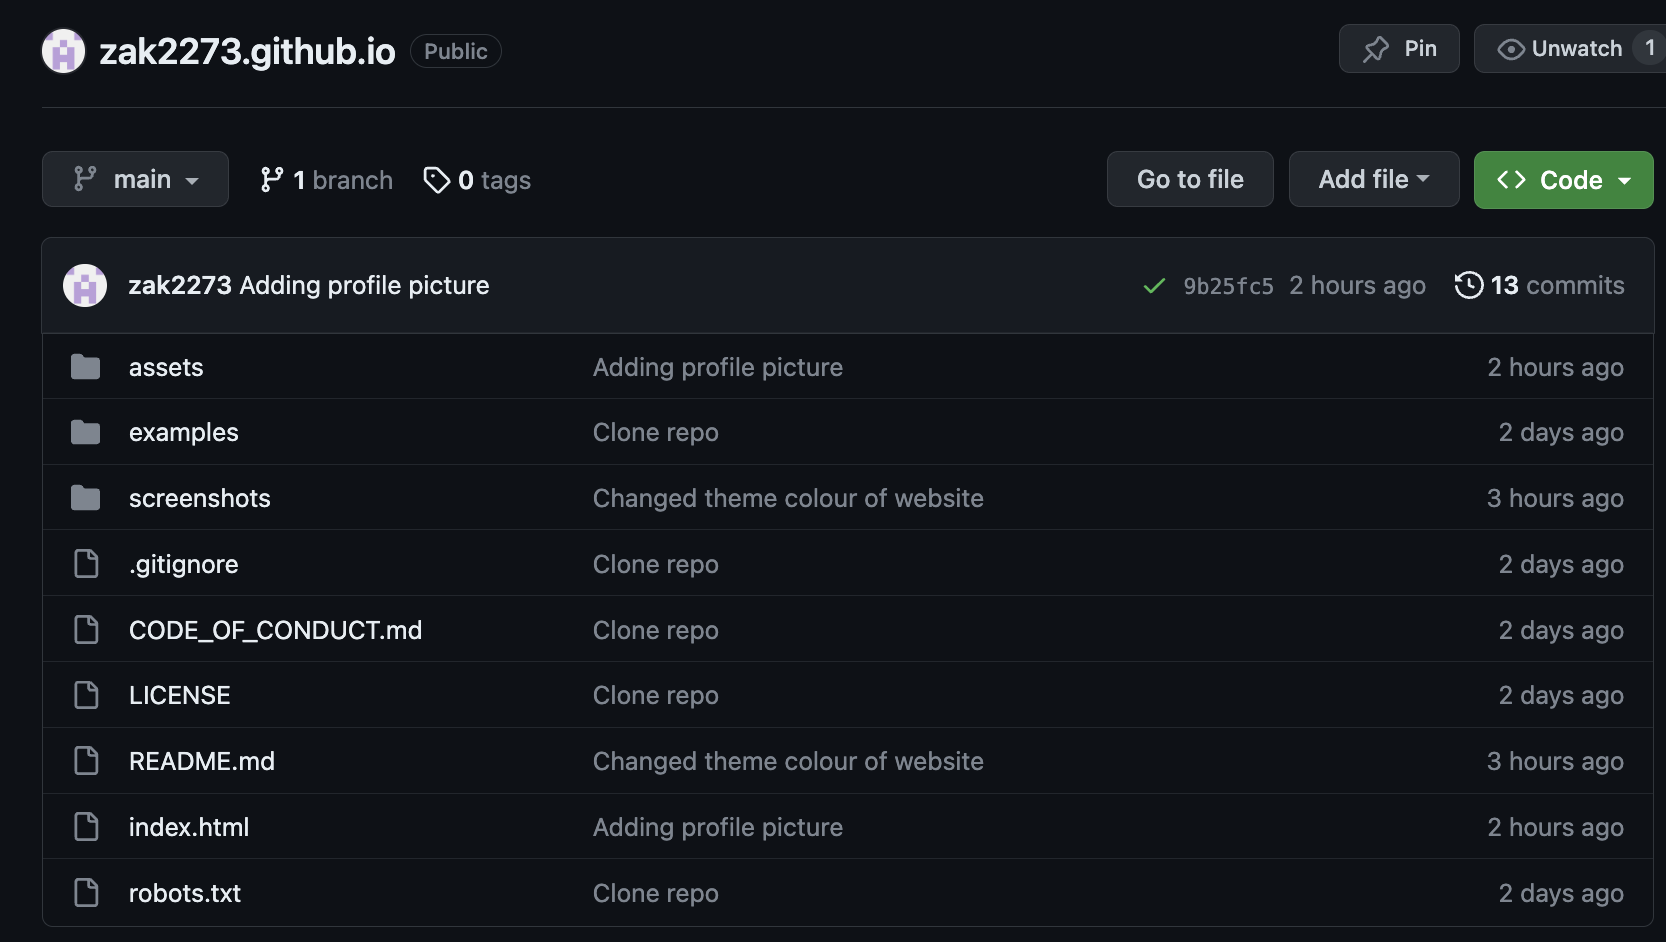 zak2273.github.io Public Pin Unwatch 1
main 1 branch 0 tags Go to file Add file Code
zak2273 Adding profile picture 9b25fc5 2 hours ago 13 commits
assets Adding profile picture 2 hours ago
examples Clone repo 2 days ago
screenshots Changed theme colour of website 3 hours ago
.gitignore Clone repo 2 days ago
CODE_OF_CONDUCT.md Clone repo 2 days ago
LICENSE Clone repo 2 days ago
README.md Changed theme colour of website 3 hours ago
index.html Adding profile picture 2 hours ago
robots.txt Clone repo 2 days ago